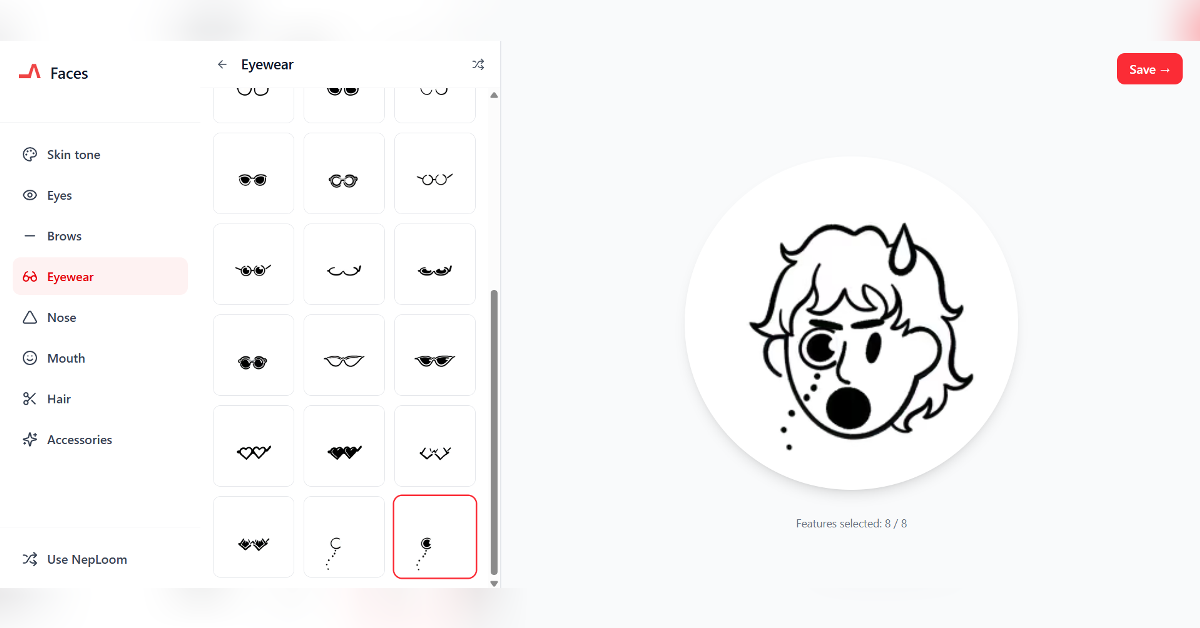 Faces
Skin tone
Eyes
Brows
Eyewear
Nose
Mouth
Hair
Accessories
Use NepLoom
Eyewear
Save →
Features selected: 8 / 8